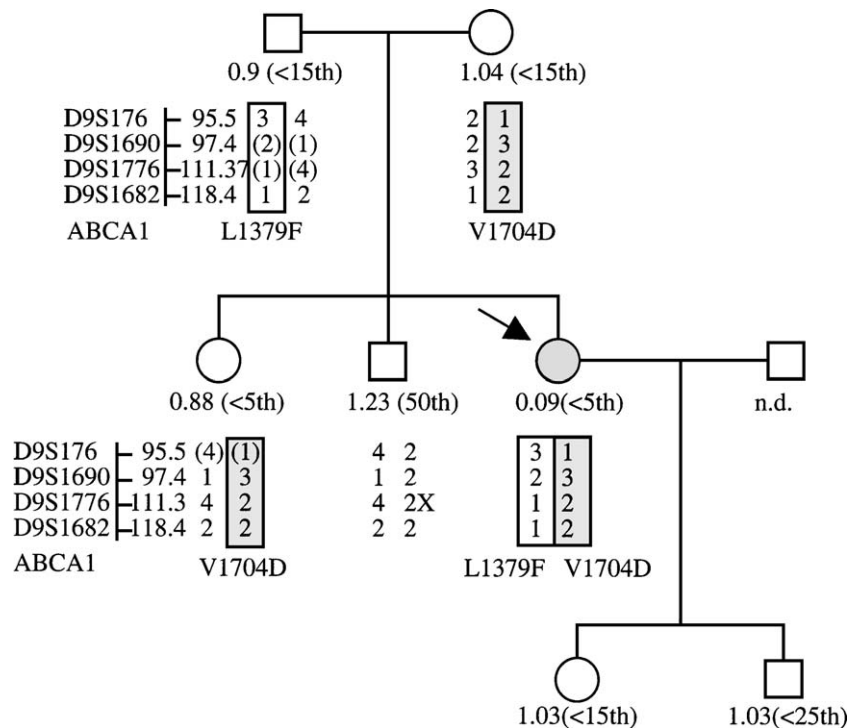 0.9 (<15th) 1.04 (<15th)
D9S176 95.5 3 4 2 1
D9S1690 97.4 (2) (1) 2 3
D9S1776 111.37 (1) (4) 3 2
D9S1682 118.4 1 2 1 2
ABCA1 L1379F V1704D
0.88 (<5th) 1.23 (50th) 0.09(<5th) n.d.
D9S176 95.5 (4) (1) 4 2 3 1
D9S1690 97.4 1 3 1 2 2 3
D9S1776 111.3 4 2 4 2X 1 2
D9S1682 118.4 2 2 2 2 1 2
ABCA1 V1704D L1379F V1704D
1.03(<15th) 1.03(<25th)